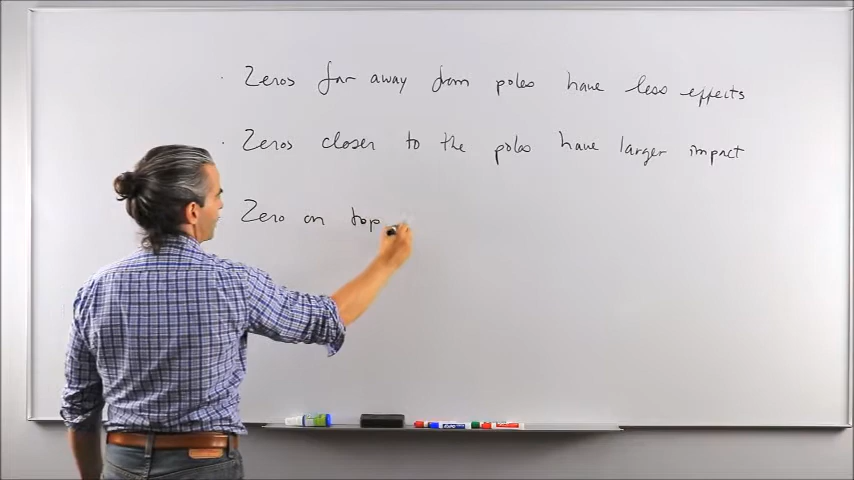 · Zeros far away from poles have less effects
· Zeros closer to the poles have larger impact
Zero on top